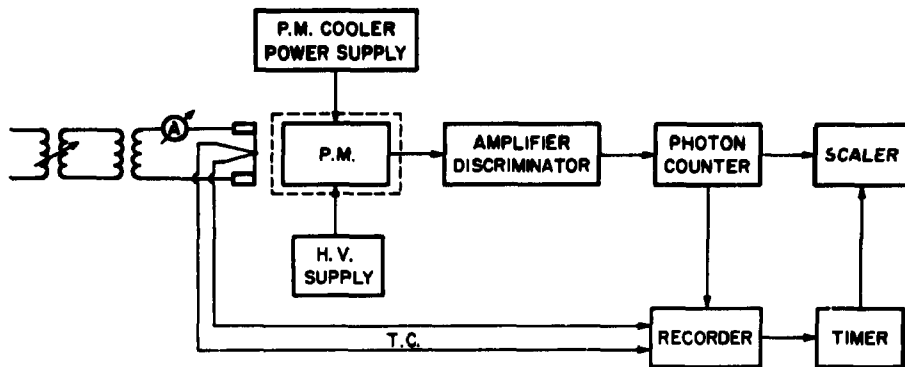 P.M. COOLER
POWER SUPPLY
A
P.M.
AMPLIFIER
DISCRIMINATOR
PHOTON
COUNTER
SCALER
H.V.
SUPPLY
T.C.
RECORDER
TIMER